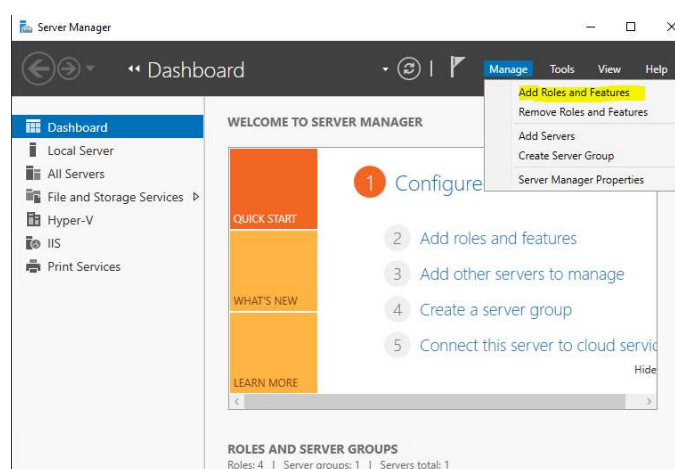 Server Manager
Dashboard
Manage Tools View Help
Add Roles and Features
Remove Roles and Features
Add Servers
Create Server Group
Server Manager Properties
Dashboard
Local Server
All Servers
File and Storage Services
Hyper-V
IIS
Print Services
WELCOME TO SERVER MANAGER
QUICK START
WHAT'S NEW
LEARN MORE
1 Configure
2 Add roles and features
3 Add other servers to manage
4 Create a server group
5 Connect this server to cloud servic
Hide
ROLES AND SERVER GROUPS
Roles: 4 | Server groups: 1 | Servers total: 1